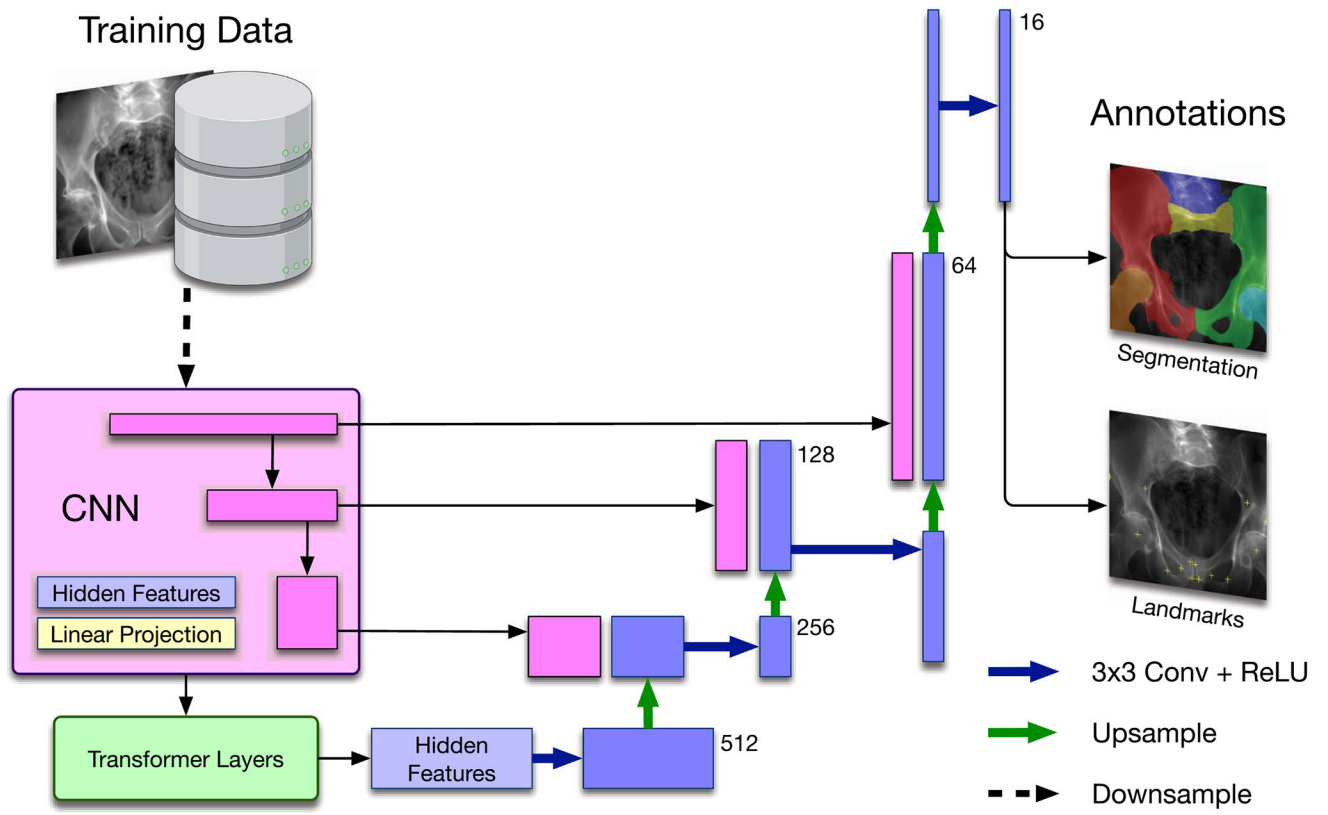 Training Data
16
Annotations
64
Segmentation
128
CNN
Hidden Features
Linear Projection
256
Landmarks
3x3 Conv + ReLU
Transformer Layers
Hidden
Features
512
Upsample
Downsample